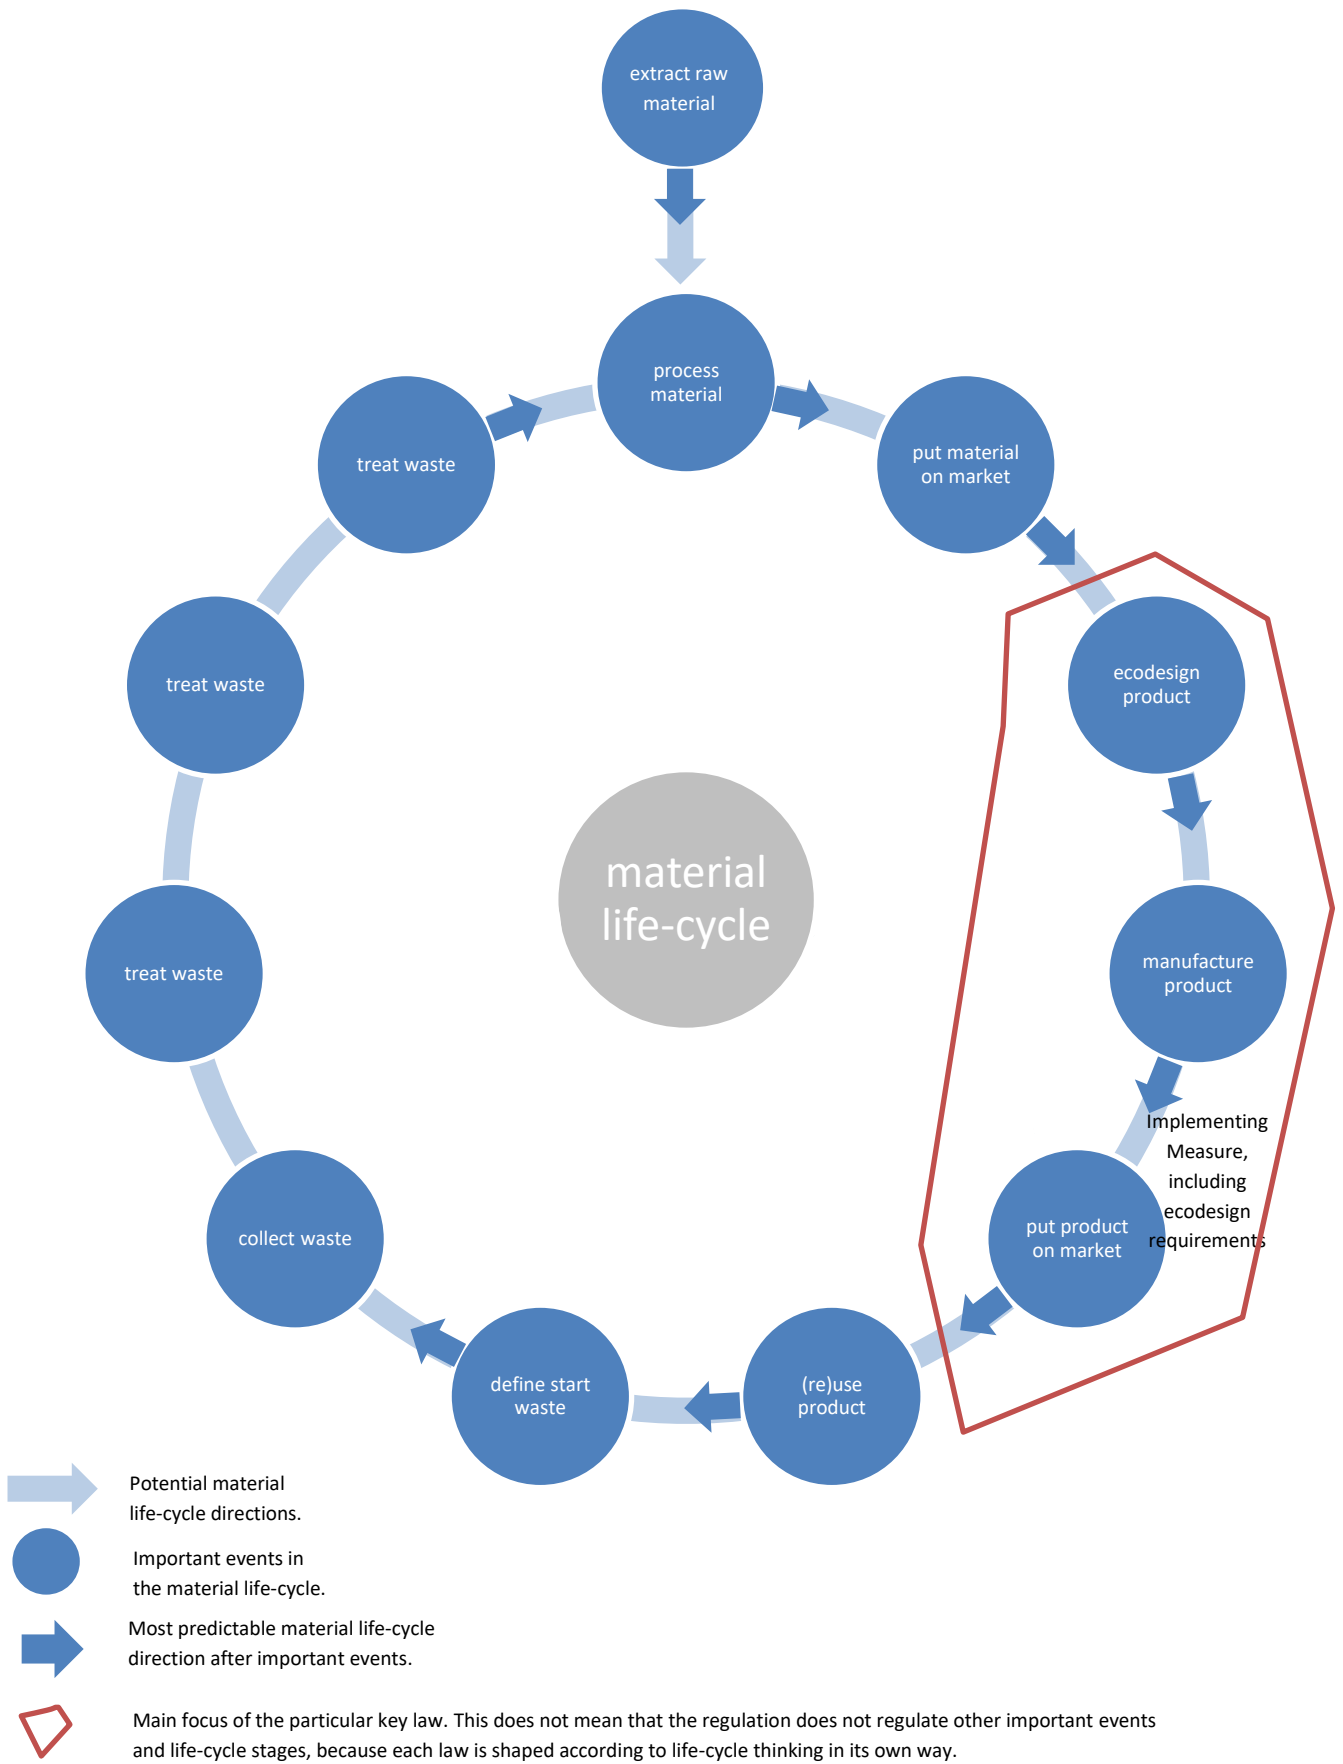 extract raw
material
process
material
put material
on market
ecodesign
product
manufacture
product
Implementing
Measure,
including
ecodesign
requirements
put product
on market
(re)use
product
define start
waste
collect waste
treat waste
treat waste
treat waste
material
life-cycle
Potential material
life-cycle directions.
Important events in
the material life-cycle.
Most predictable material life-cycle
direction after important events.
Main focus of the particular key law. This does not mean that the regulation does not regulate other important events
and life-cycle stages, because each law is shaped according to life-cycle thinking in its own way.